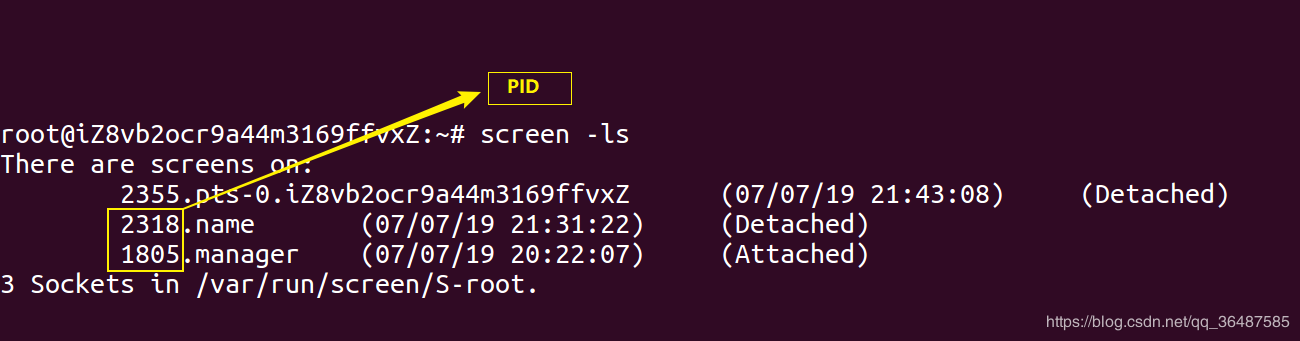 PID
root@iZ8vb2ocr9a44m3169ffvxZ:~# screen -ls
There are screens on:
2355.pts-0.iZ8vb2ocr9a44m3169ffvxZ (07/07/19 21:43:08) (Detached)
2318.name (07/07/19 21:31:22) (Detached)
1805.manager (07/07/19 20:22:07) (Attached)
3 Sockets in /var/run/screen/S-root.
https://blog.csdn.net/qq_36487585